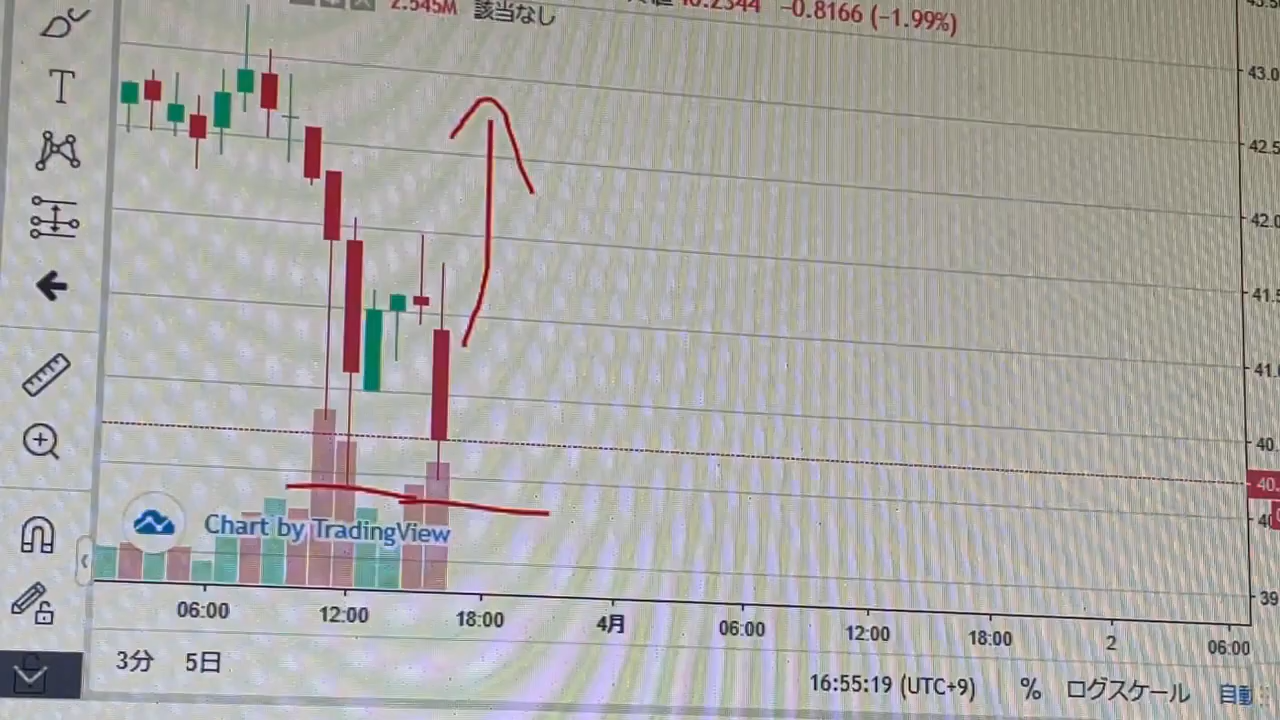 2.545M 該当なし
−0.8166 (−1.99%)
T
43.0
42.5
42.0
41.5
40.
40.
39
Chart by TradingView
06:00 12:00 18:00 4月 06:00 12:00 18:00 2 06:00
3分 5日
16:55:19 (UTC+9) % ログスケール 自動